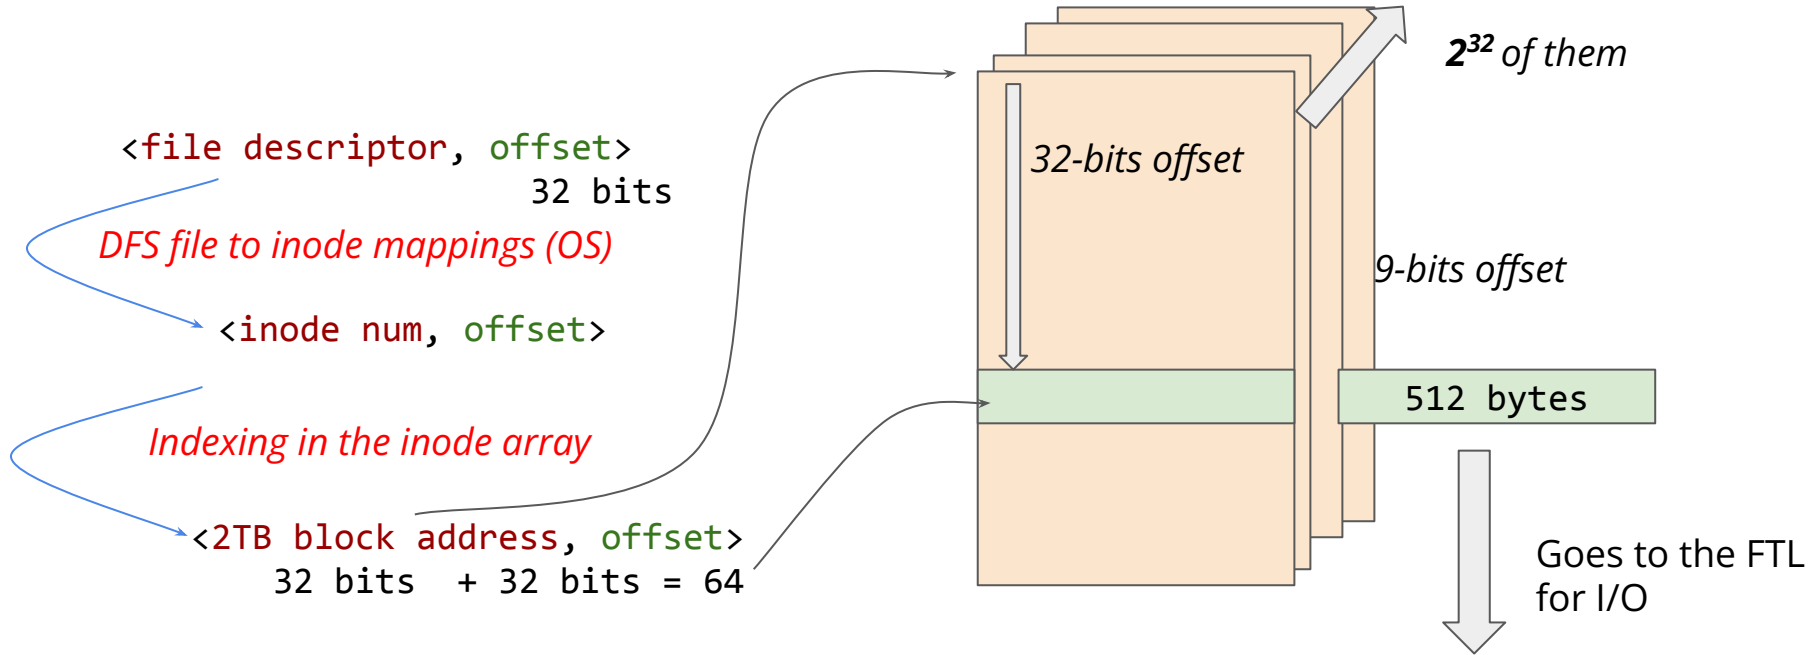 <file descriptor, offset>
32 bits
DFS file to inode mappings (OS)
<inode num, offset>
Indexing in the inode array
<2TB block address, offset>
32 bits + 32 bits = 64
2³² of them
32-bits offset
9-bits offset
512 bytes
Goes to the FTL
for I/O